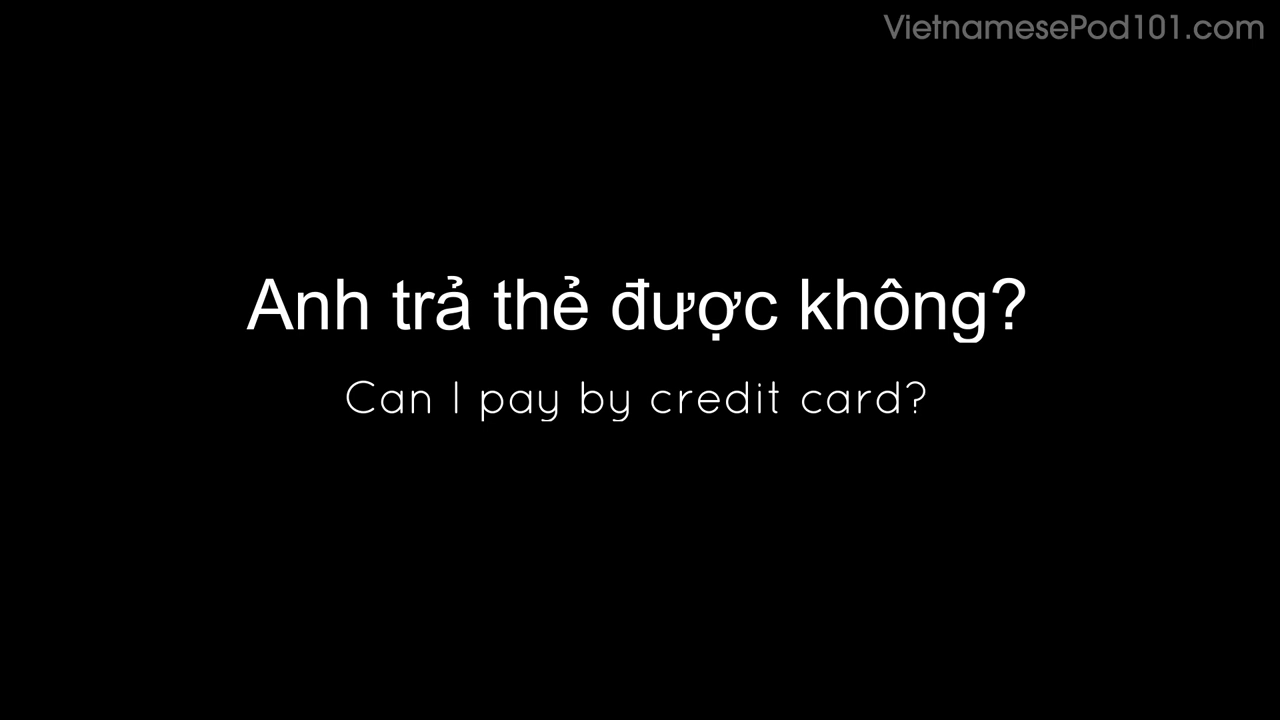 VietnamesePod101.com
Anh trả thẻ được không?
Can I pay by credit card?